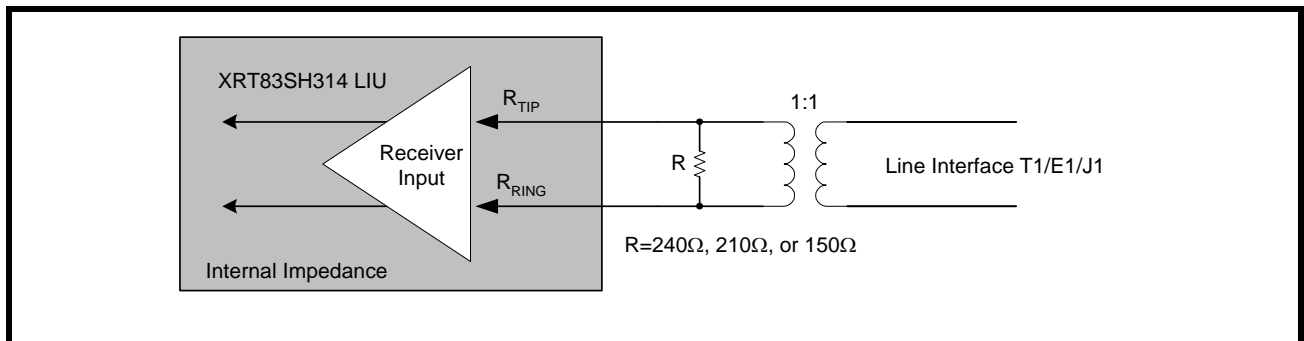 XRT83SH314 LIU
R_TIP
1:1
Receiver
Input
R
Line Interface T1/E1/J1
R_RING
R=240Ω, 210Ω, or 150Ω
Internal Impedance